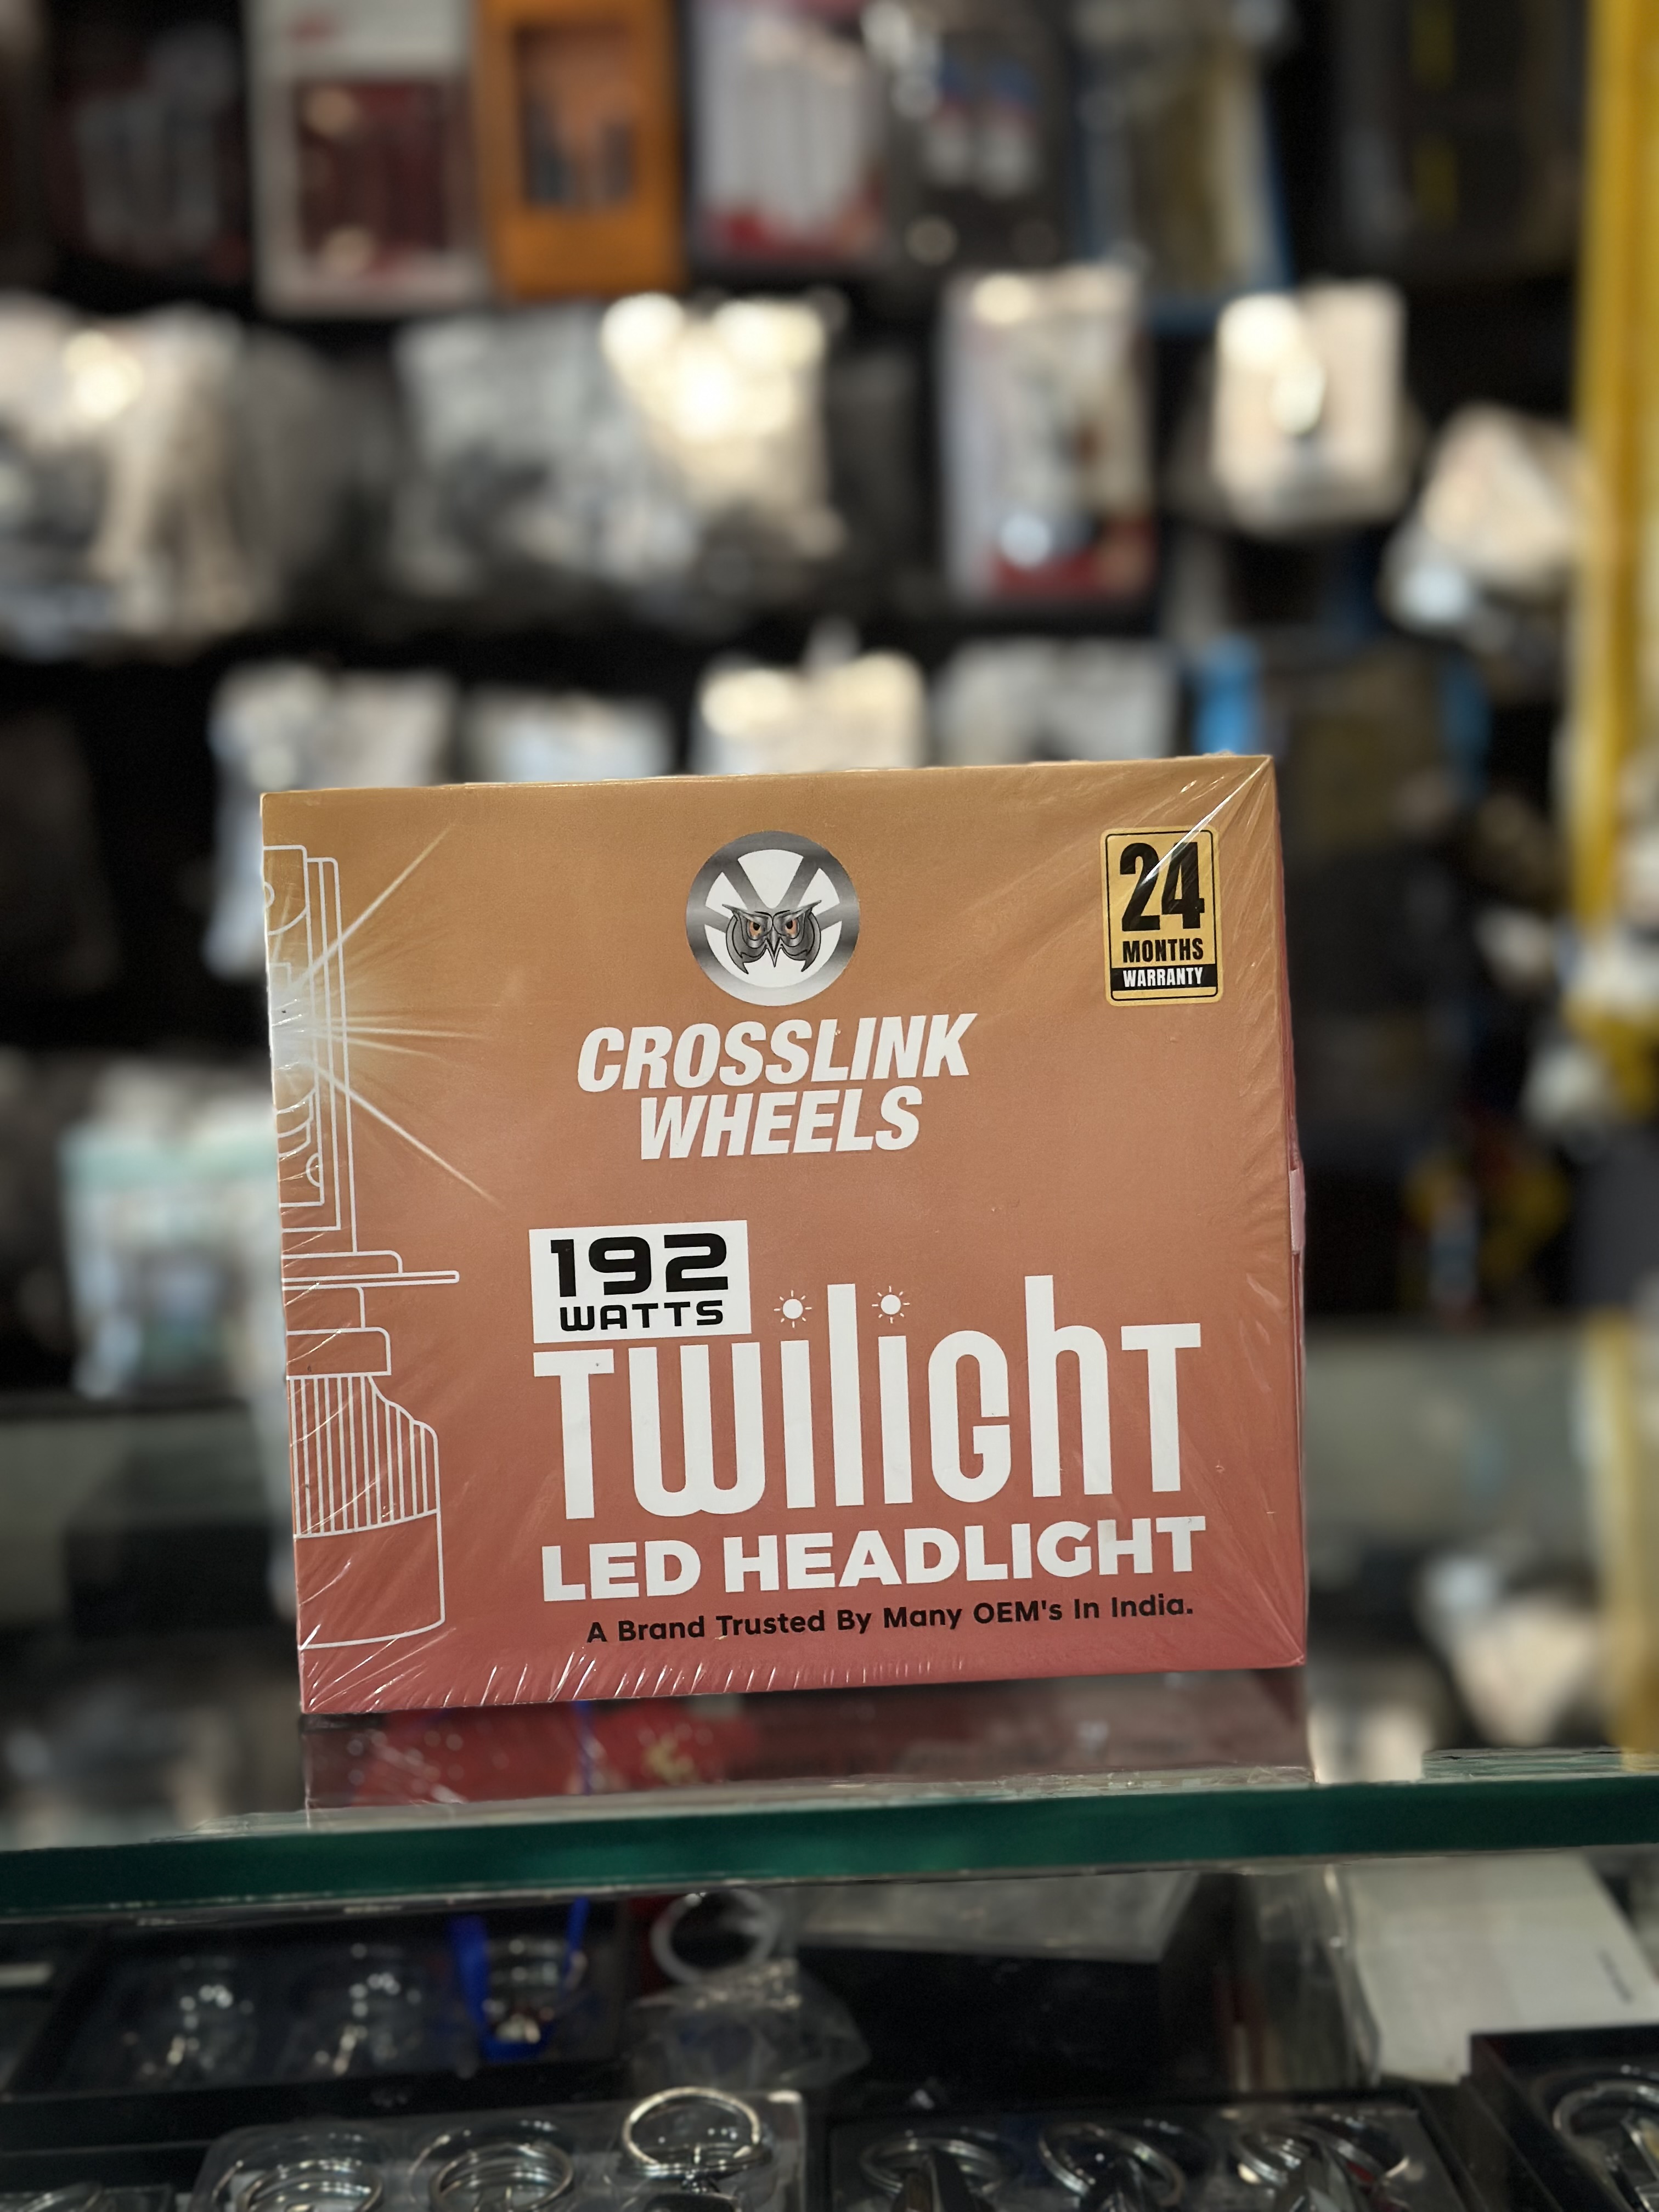 24
MONTHS
WARRANTY
CROSSLINK
WHEELS
192
WATTS
Twilight
LED HEADLIGHT
A Brand Trusted By Many OEM's In India.